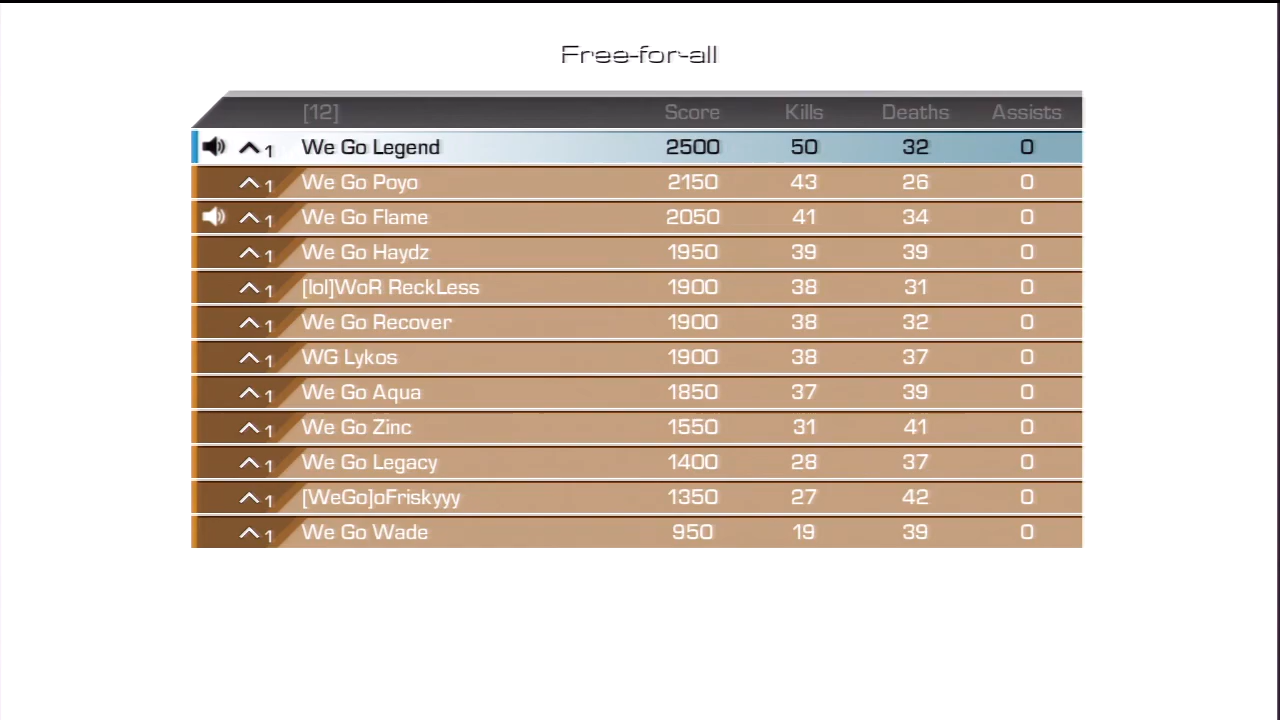 Free-for-all
[12] Score Kills Deaths Assists
1 We Go Legend 2500 50 32 0
1 We Go Poyo 2150 43 26 0
1 We Go Flame 2050 41 34 0
1 We Go Haydz 1950 39 39 0
1 [lol]WoR ReckLess 1900 38 31 0
1 We Go Recover 1900 38 32 0
1 WG Lykos 1900 38 37 0
1 We Go Aqua 1850 37 39 0
1 We Go Zinc 1550 31 41 0
1 We Go Legacy 1400 28 37 0
1 [WeGo]oFriskyyy 1350 27 42 0
1 We Go Wade 950 19 39 0